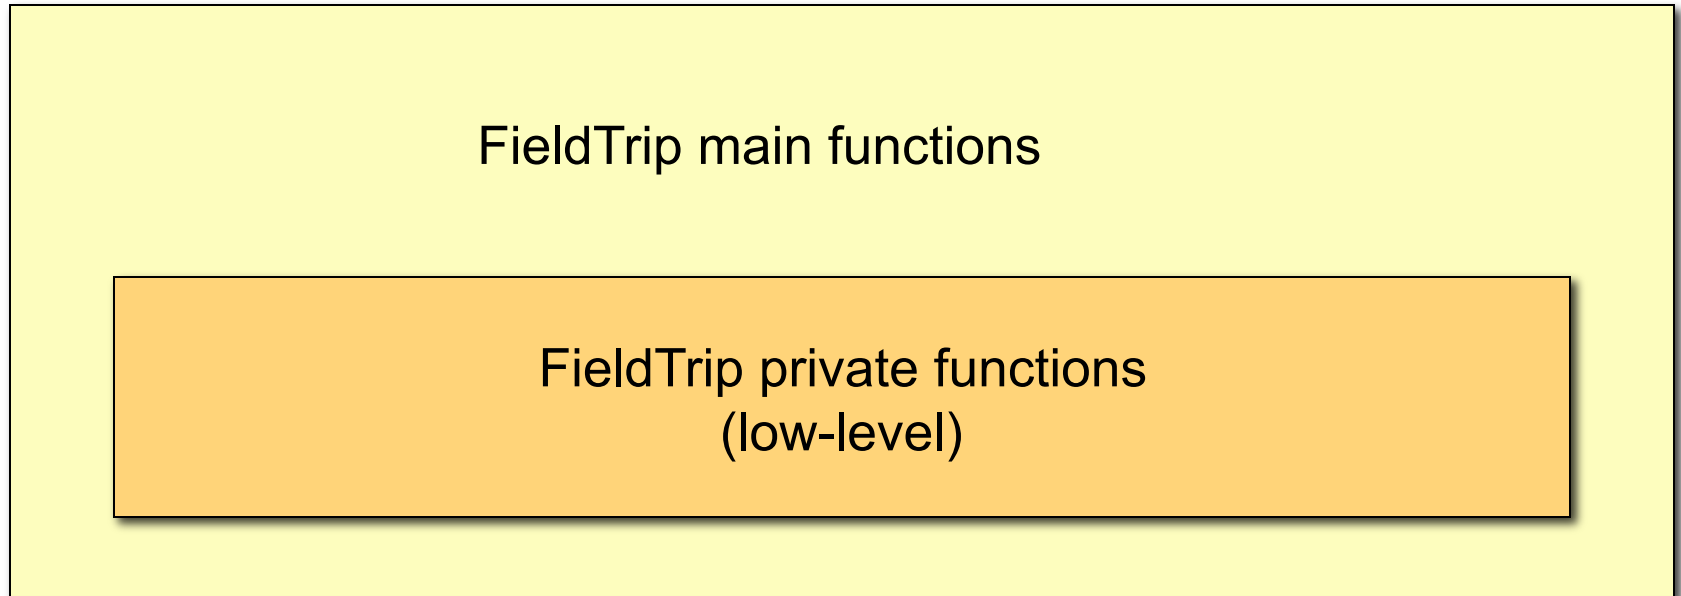 FieldTrip main functions
FieldTrip private functions
(low-level)